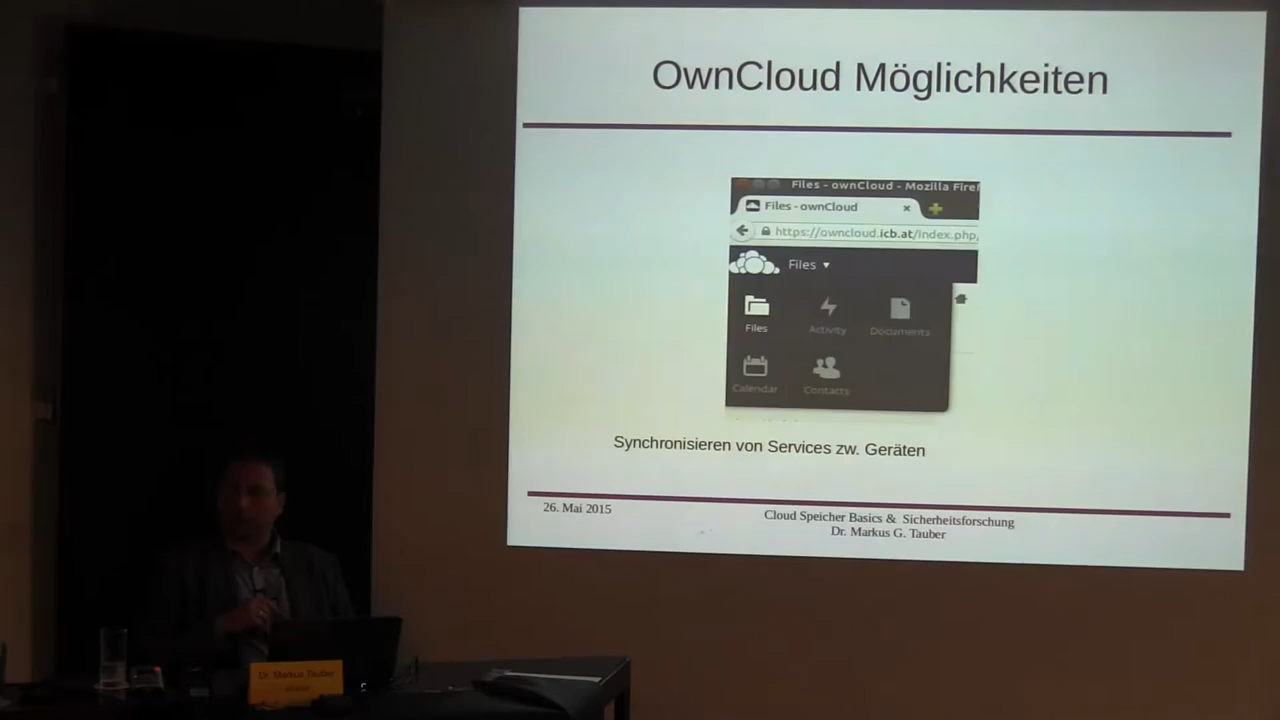 OwnCloud Möglichkeiten
Files - ownCloud - Mozilla Firef
Files - ownCloud
https://owncloud.icb.at/index.php,
Files
Files
Activity
Documents
Calendar
Contacts
Synchronisieren von Services zw. Geräten
26. Mai 2015
Cloud Speicher Basics & Sicherheitsforschung
Dr. Markus G. Tauber
Dr. Markus Tauber